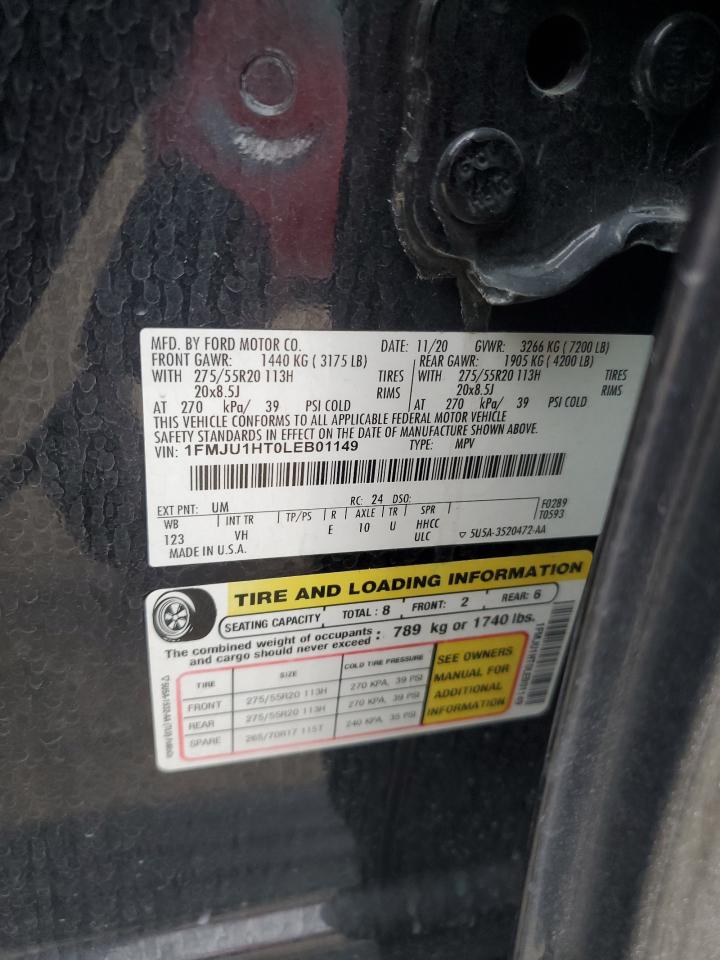 MFD. BY FORD MOTOR CO. DATE: 11/20 GVWR: 3266 KG ( 7200 LB)
FRONT GAWR: 1440 KG ( 3175 LB) REAR GAWR: 1905 KG ( 4200 LB)
WITH 275/55R20 113H TIRES WITH 275/55R20 113H TIRES
20x8.5J RIMS 20x8.5J RIMS
AT 270 kPa/ 39 PSI COLD AT 270 kPa/ 39 PSI COLD
THIS VEHICLE CONFORMS TO ALL APPLICABLE FEDERAL MOTOR VEHICLE
SAFETY STANDARDS IN EFFECT ON THE DATE OF MANUFACTURE SHOWN ABOVE.
VIN: 1FMJU1HT0LEB01149 TYPE: MPV
EXT PNT: UM RC: 24 DSO: F0289
WB INT TR TP/PS R AXLE TR SPR T0593
123 VH E 10 U HHCC
MADE IN U.S.A. ULC ▽ 5U5A-3520472-AA
TIRE AND LOADING INFORMATION
SEATING CAPACITY TOTAL : 8 FRONT: 2 REAR: 6
The combined weight of occupants
and cargo should never exceed : 789 kg or 1740 lbs.
TIRE SIZE COLD TIRE PRESSURE
FRONT 275/55R20 113H 270 KPA, 39 PSI
REAR 275/55R20 113H 270 KPA, 39 PSI
SPARE 265/70R17 115T 240 KPA, 35 PSI
SEE OWNERS
MANUAL FOR
ADDITIONAL
INFORMATION
1FMJU1HT0LEB01149